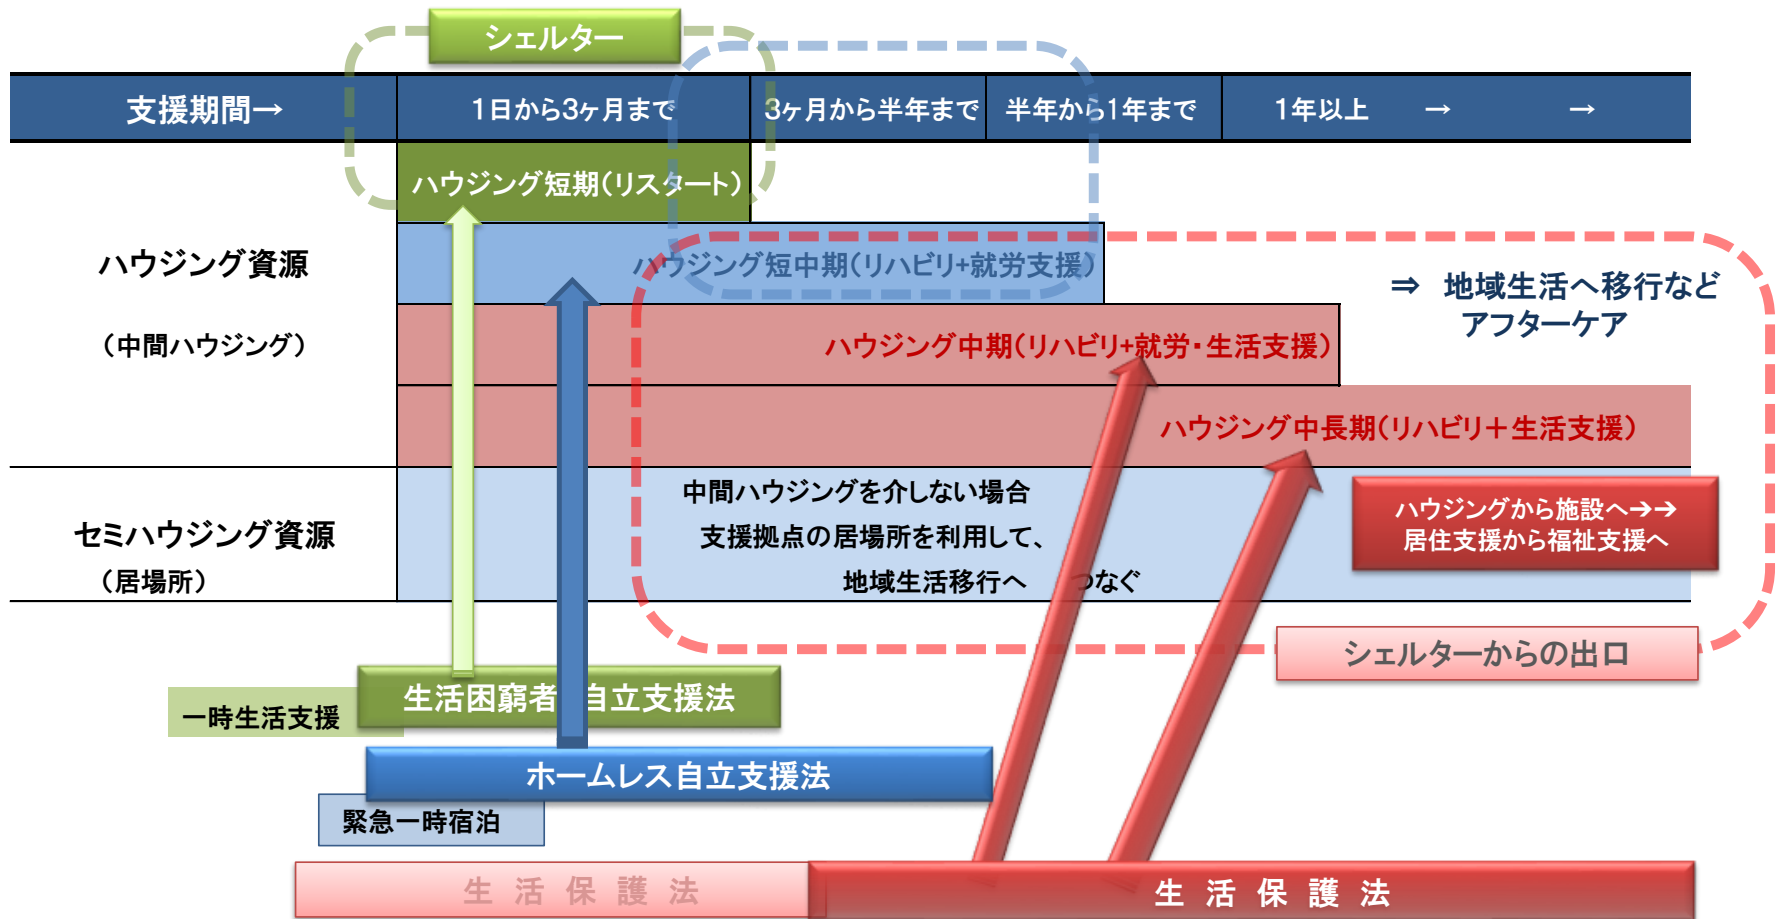 シェルター
支援期間→
1日から3ヶ月まで
3ヶ月から半年まで
半年から1年まで
1年以上 → →
ハウジング短期(リスタート)
ハウジング資源
(中間ハウジング)
ハウジング短中期(リハビリ+就労支援)
⇒ 地域生活へ移行など
アフターケア
ハウジング中期(リハビリ+就労・生活支援)
ハウジング中長期(リハビリ+生活支援)
セミハウジング資源
(居場所)
中間ハウジングを介しない場合
支援拠点の居場所を利用して、
地域生活移行へ つなぐ
ハウジングから施設へ→→
居住支援から福祉支援へ
シェルターからの出口
生活困窮者 自立支援法
一時生活支援
ホームレス自立支援法
緊急一時宿泊
生活保護法
生活保護法